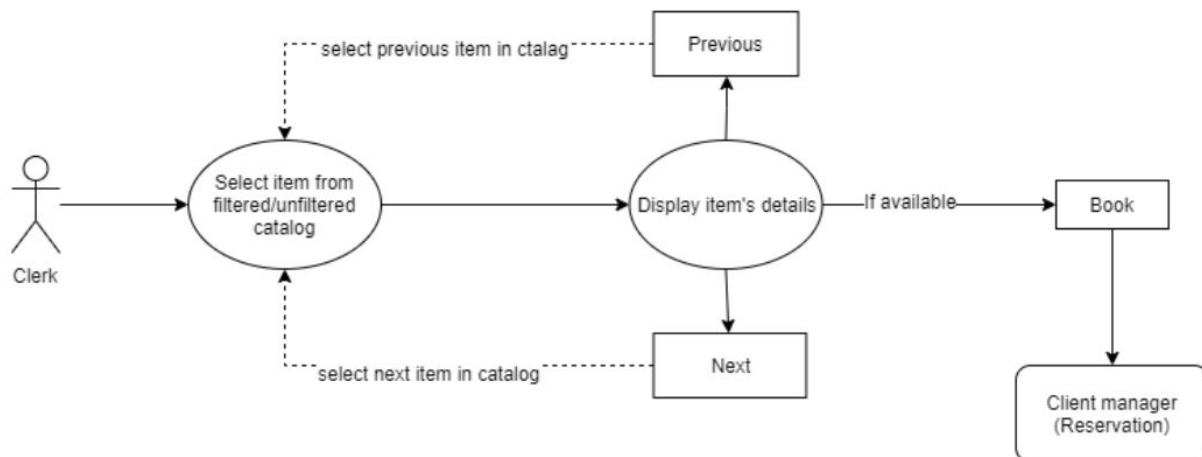 Previous
select previous item in ctalag
Select item from
filtered/unfiltered
catalog
Display item's details
If available
Book
Clerk
select next item in catalog
Next
Client manager
(Reservation)